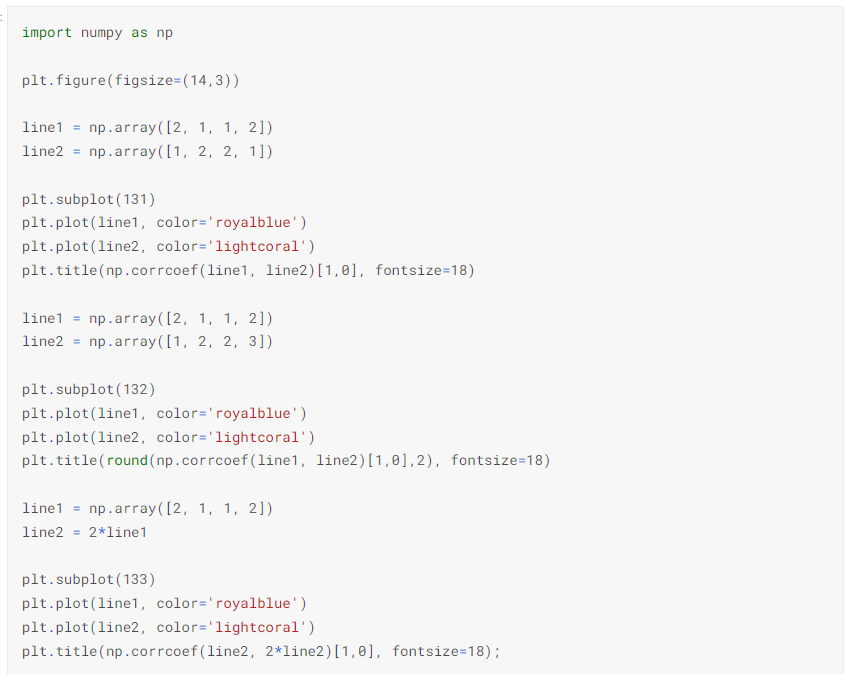 import numpy as np
plt.figure(figsize=(14,3))
line1 = np.array([2, 1, 1, 2])
line2 = np.array([1, 2, 2, 1])
plt.subplot(131)
plt.plot(line1, color='royalblue')
plt.plot(line2, color='lightcoral')
plt.title(np.corrcoef(line1, line2)[1,0], fontsize=18)
line1 = np.array([2, 1, 1, 2])
line2 = np.array([1, 2, 2, 3])
plt.subplot(132)
plt.plot(line1, color='royalblue')
plt.plot(line2, color='lightcoral')
plt.title(round(np.corrcoef(line1, line2)[1,0],2), fontsize=18)
line1 = np.array([2, 1, 1, 2])
line2 = 2*line1
plt.subplot(133)
plt.plot(line1, color='royalblue')
plt.plot(line2, color='lightcoral')
plt.title(np.corrcoef(line2, 2*line2)[1,0], fontsize=18);